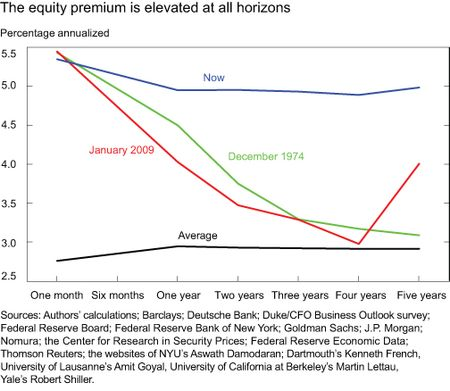 The equity premium is elevated at all horizons
Percentage annualized
5.5
Now
5.0
4.5
January 2009
December 1974
4.0
3.5
Average
3.0
2.5
One month Six months One year Two years Three years Four years Five years
Sources: Authors' calculations; Barclays; Deutsche Bank; Duke/CFO Business Outlook survey;
Federal Reserve Board; Federal Reserve Bank of New York; Goldman Sachs; J.P. Morgan;
Nomura; the Center for Research in Security Prices; Federal Reserve Economic Data;
Thomson Reuters; the websites of NYU's Aswath Damodaran; Dartmouth's Kenneth French,
University of Lausanne's Amit Goyal, University of California at Berkeley's Martin Lettau,
Yale's Robert Shiller.